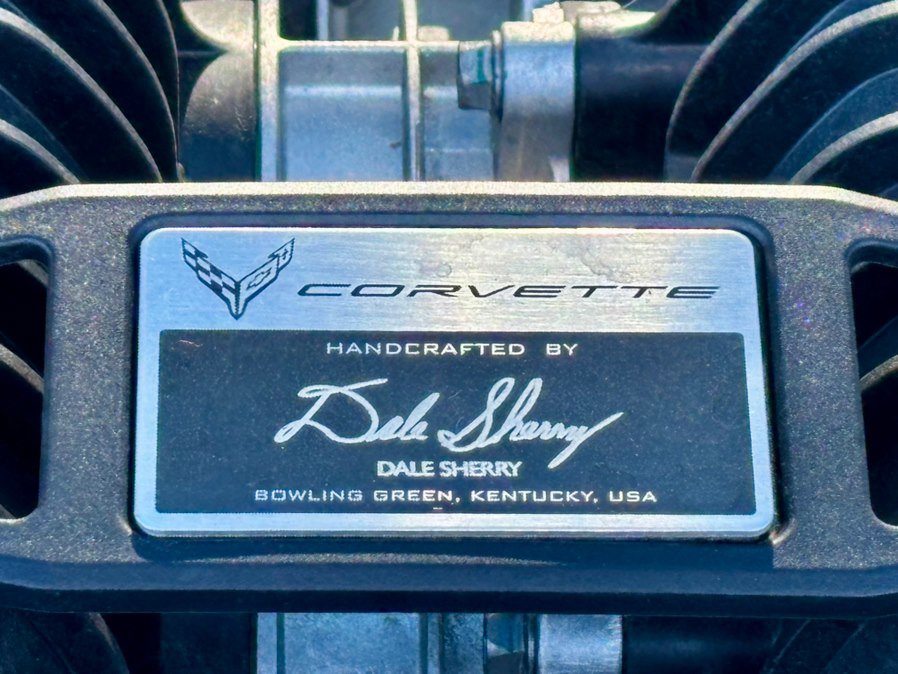 CORVETTE
HANDCRAFTED BY
Dale Sherry
DALE SHERRY
BOWLING GREEN, KENTUCKY, USA